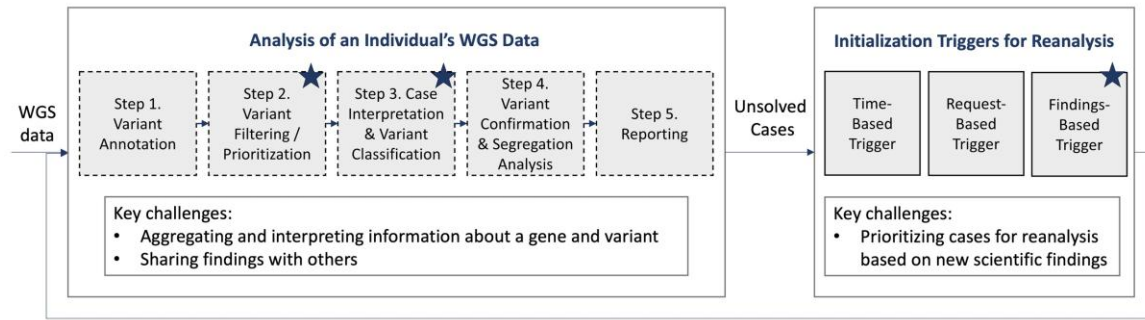 Analysis of an Individual's WGS Data
WGS
data
Step 1.
Variant
Annotation
Step 2.
Variant
Filtering /
Prioritization
Step 3. Case
Interpretation
& Variant
Classification
Step 4.
Variant
Confirmation
& Segregation
Analysis
Step 5.
Reporting
Key challenges:
• Aggregating and interpreting information about a gene and variant
• Sharing findings with others
Unsolved
Cases
Initialization Triggers for Reanalysis
Time-
Based
Trigger
Request-
Based
Trigger
Findings-
Based
Trigger
Key challenges:
• Prioritizing cases for reanalysis
based on new scientific findings